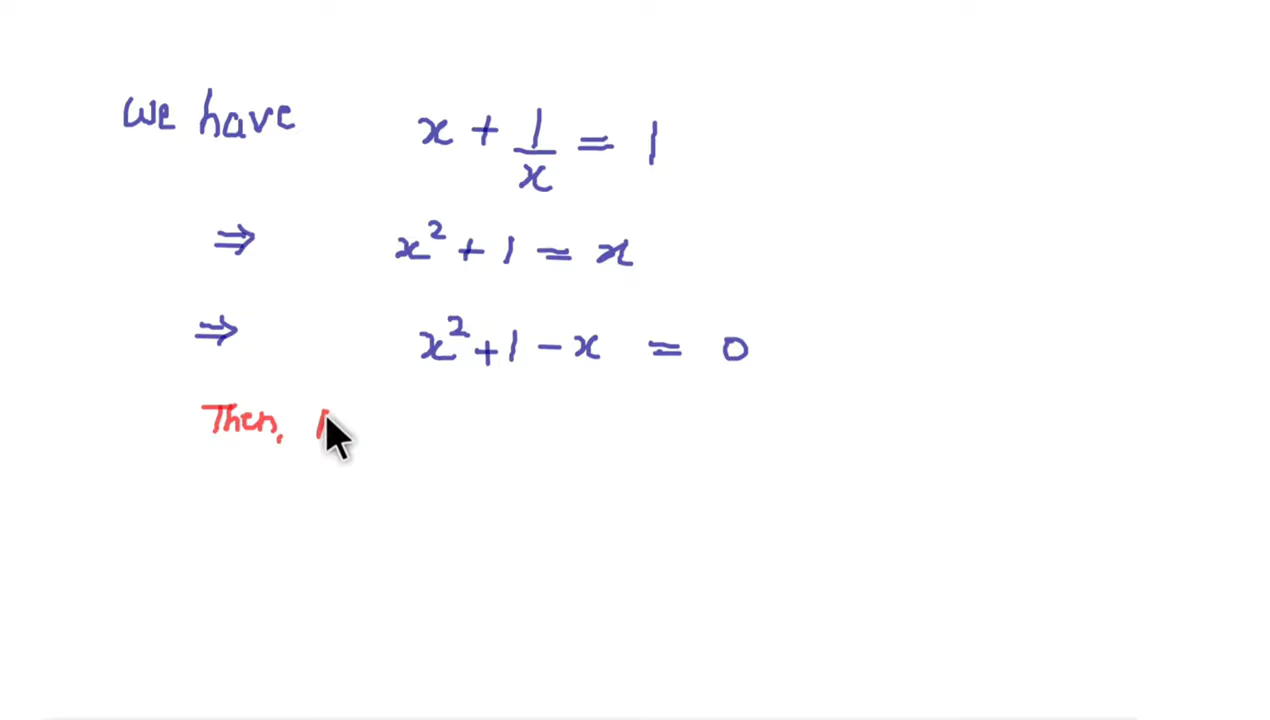 We have x + 1/x = 1
⇒ x² + 1 = x
⇒ x² + 1 - x = 0
Then,